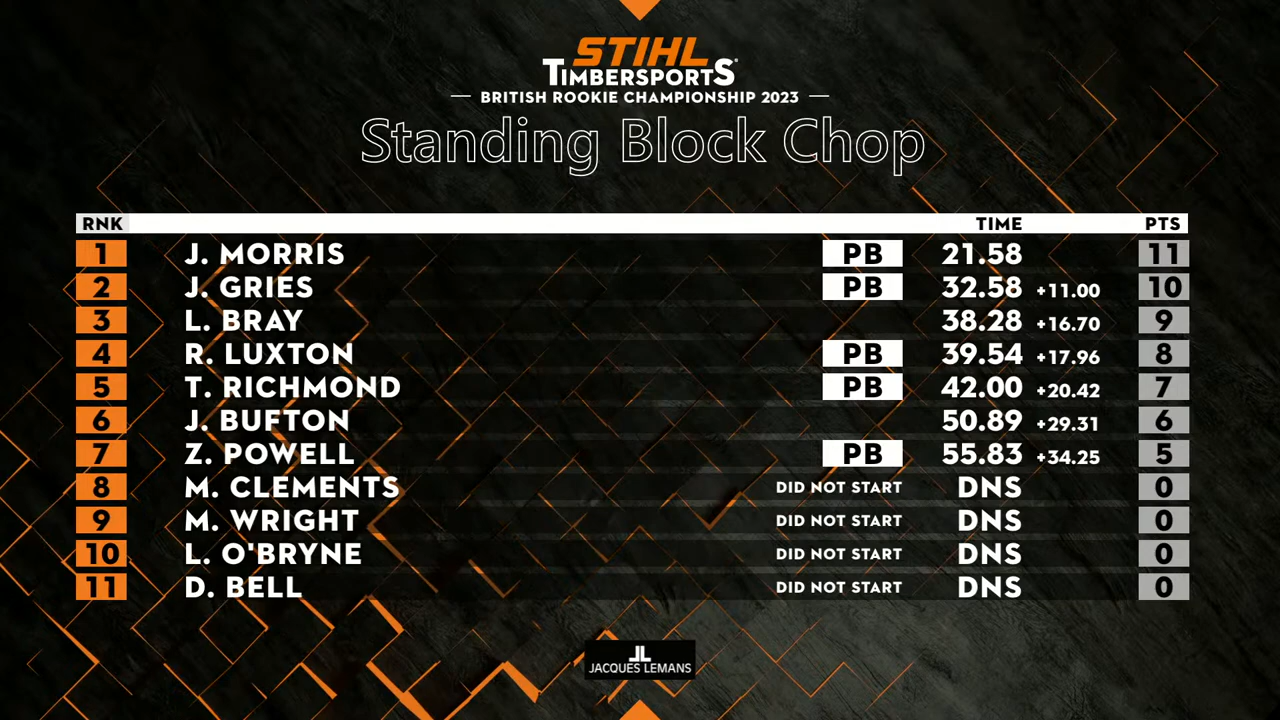 STIHL
TIMBERSPORTS®
BRITISH ROOKIE CHAMPIONSHIP 2023
Standing Block Chop
RNK TIME PTS
1 J. MORRIS PB 21.58 11
2 J. GRIES PB 32.58 +11.00 10
3 L. BRAY 38.28 +16.70 9
4 R. LUXTON PB 39.54 +17.96 8
5 T. RICHMOND PB 42.00 +20.42 7
6 J. BUFTON 50.89 +29.31 6
7 Z. POWELL PB 55.83 +34.25 5
8 M. CLEMENTS DID NOT START DNS 0
9 M. WRIGHT DID NOT START DNS 0
10 L. O'BRYNE DID NOT START DNS 0
11 D. BELL DID NOT START DNS 0
JL
JACQUES LEMANS